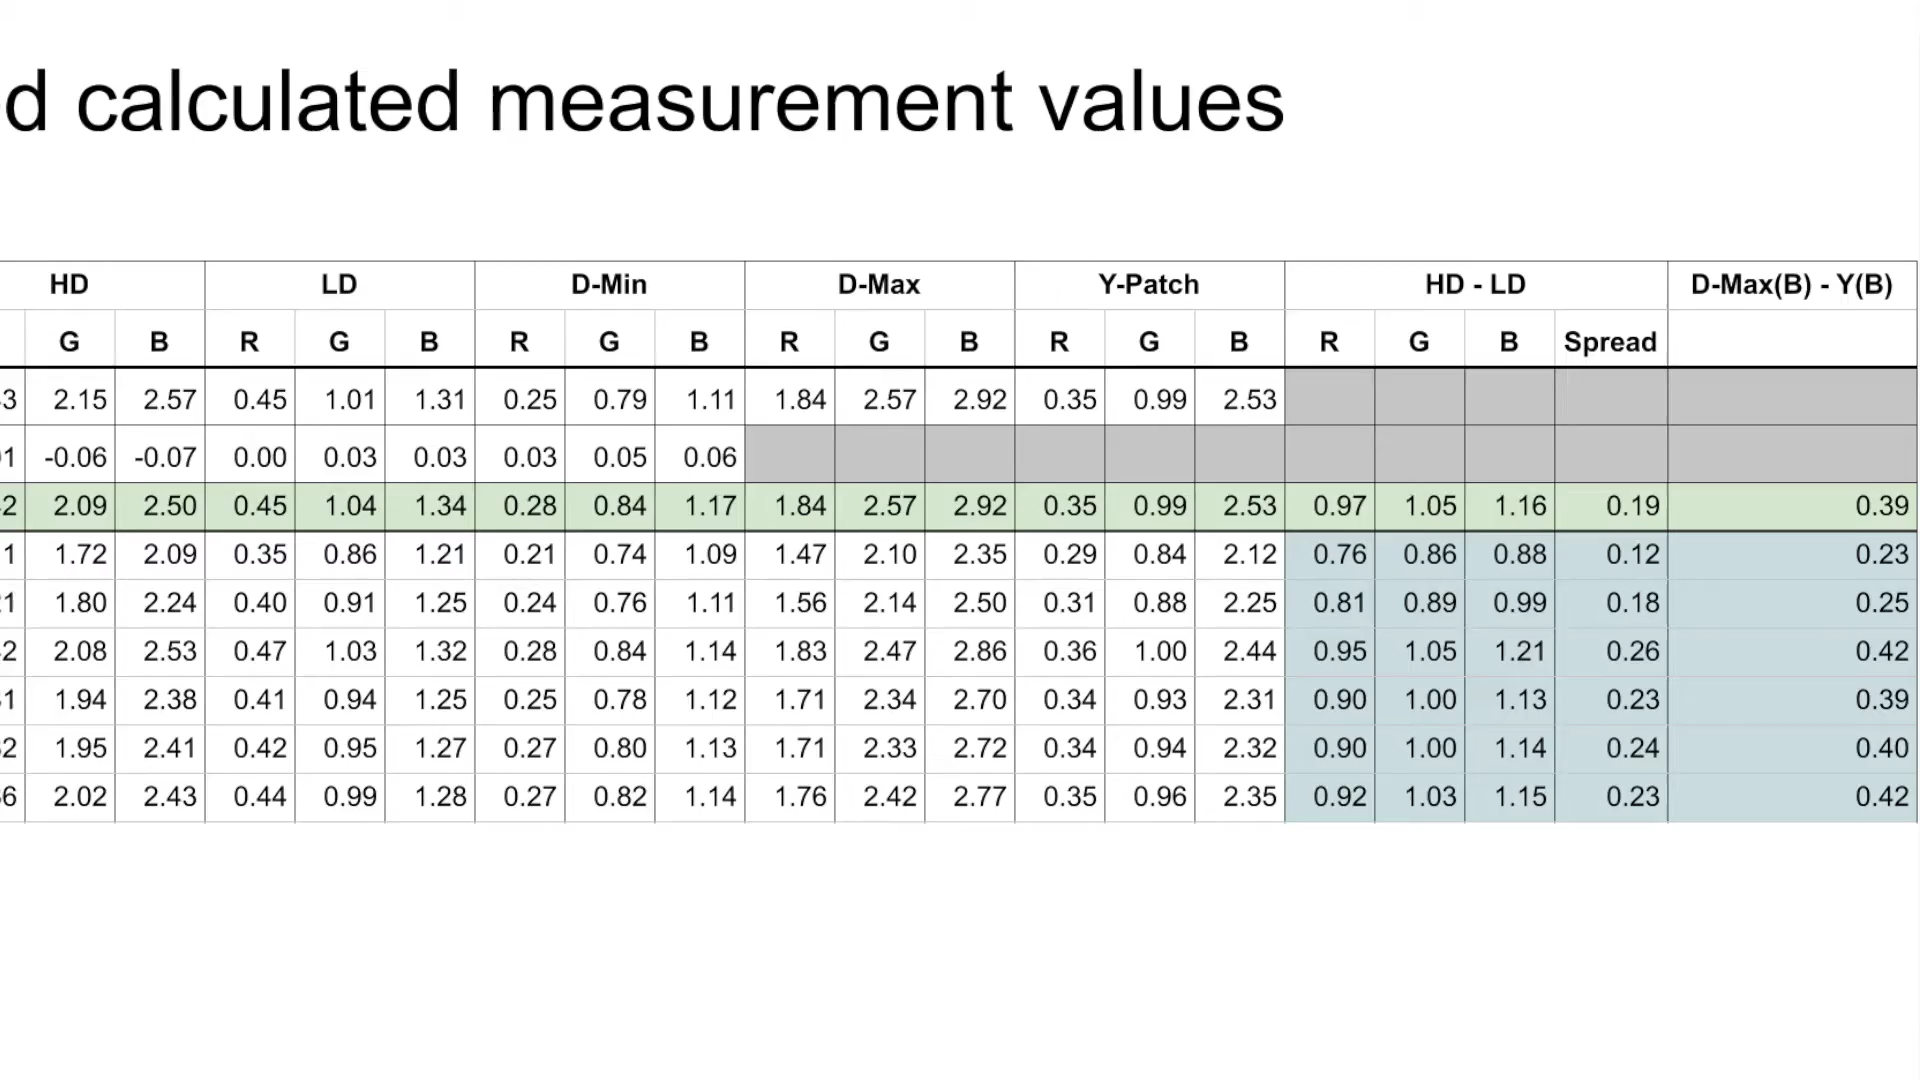 d calculated measurement values
HD LD D-Min D-Max Y-Patch HD - LD D-Max(B) - Y(B)
G B R G B R G B R G B R G B R G B Spread
3 2.15 2.57 0.45 1.01 1.31 0.25 0.79 1.11 1.84 2.57 2.92 0.35 0.99 2.53
1 -0.06 -0.07 0.00 0.03 0.03 0.03 0.05 0.06
2 2.09 2.50 0.45 1.04 1.34 0.28 0.84 1.17 1.84 2.57 2.92 0.35 0.99 2.53 0.97 1.05 1.16 0.19 0.39
1 1.72 2.09 0.35 0.86 1.21 0.21 0.74 1.09 1.47 2.10 2.35 0.29 0.84 2.12 0.76 0.86 0.88 0.12 0.23
1 1.80 2.24 0.40 0.91 1.25 0.24 0.76 1.11 1.56 2.14 2.50 0.31 0.88 2.25 0.81 0.89 0.99 0.18 0.25
2 2.08 2.53 0.47 1.03 1.32 0.28 0.84 1.14 1.83 2.47 2.86 0.36 1.00 2.44 0.95 1.05 1.21 0.26 0.42
1 1.94 2.38 0.41 0.94 1.25 0.25 0.78 1.12 1.71 2.34 2.70 0.34 0.93 2.31 0.90 1.00 1.13 0.23 0.39
2 1.95 2.41 0.42 0.95 1.27 0.27 0.80 1.13 1.71 2.33 2.72 0.34 0.94 2.32 0.90 1.00 1.14 0.24 0.40
6 2.02 2.43 0.44 0.99 1.28 0.27 0.82 1.14 1.76 2.42 2.77 0.35 0.96 2.35 0.92 1.03 1.15 0.23 0.42